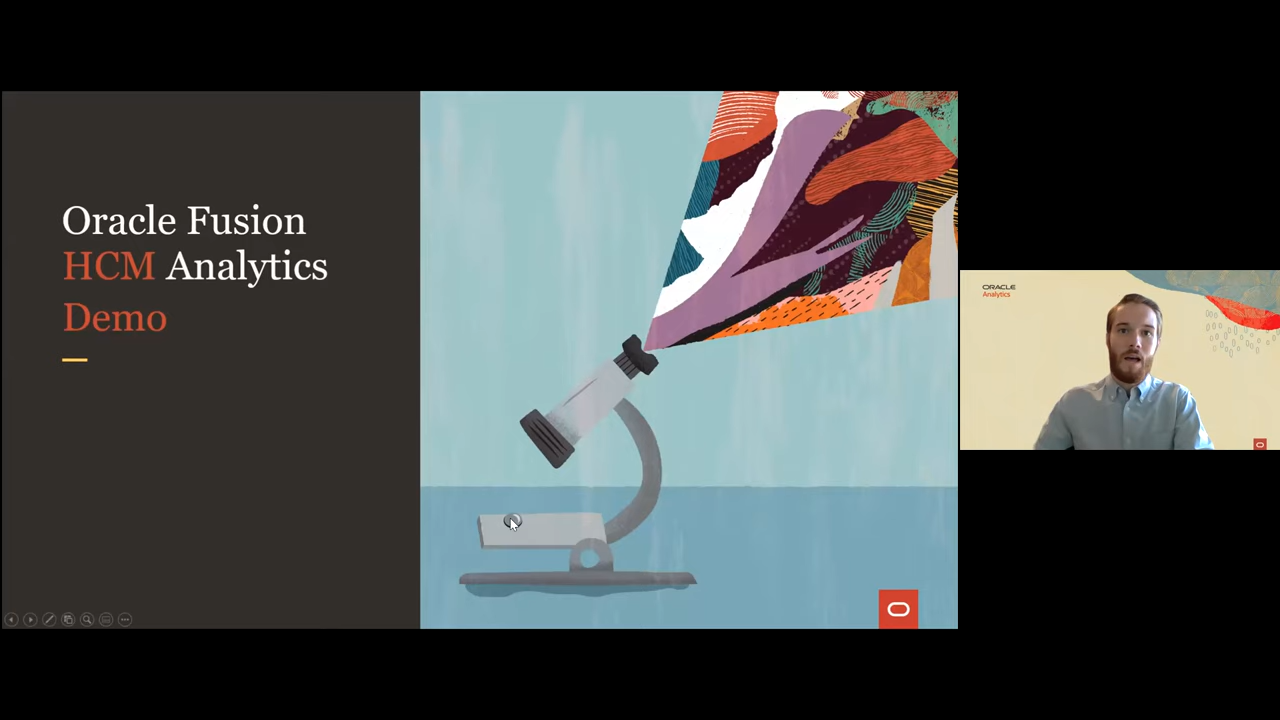 Oracle Fusion
HCM Analytics
Demo
ORACLE
Analytics